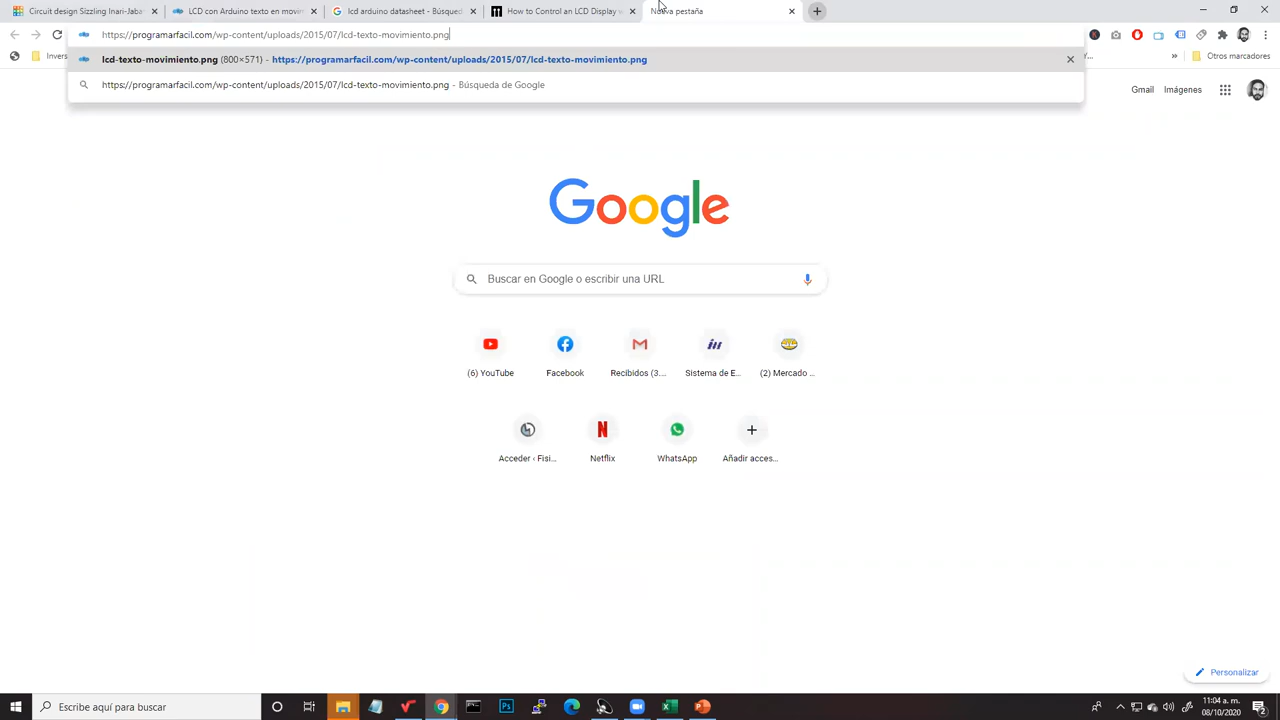 Circuit design Sizzling Inari-Jaba
LCD con Arduino texto en movim
lcd arduino datasheet - Búsqued
How to Control an LCD Display w
Nueva pestaña
https://programarfacil.com/wp-content/uploads/2015/07/lcd-texto-movimiento.png
Invers
lcd-texto-movimiento.png (800×571) - https://programarfacil.com/wp-content/uploads/2015/07/lcd-texto-movimiento.png
Otros marcadores
https://programarfacil.com/wp-content/uploads/2015/07/lcd-texto-movimiento.png - Búsqueda de Google
Gmail Imágenes
Google
Buscar en Google o escribir una URL
(6) YouTube
Facebook
Recibidos (3....
Sistema de E...
(2) Mercado ...
Acceder ‹ Fisi...
Netflix
WhatsApp
Añadir acces...
Personalizar
Escribe aquí para buscar
11:04 a. m.
08/10/2020